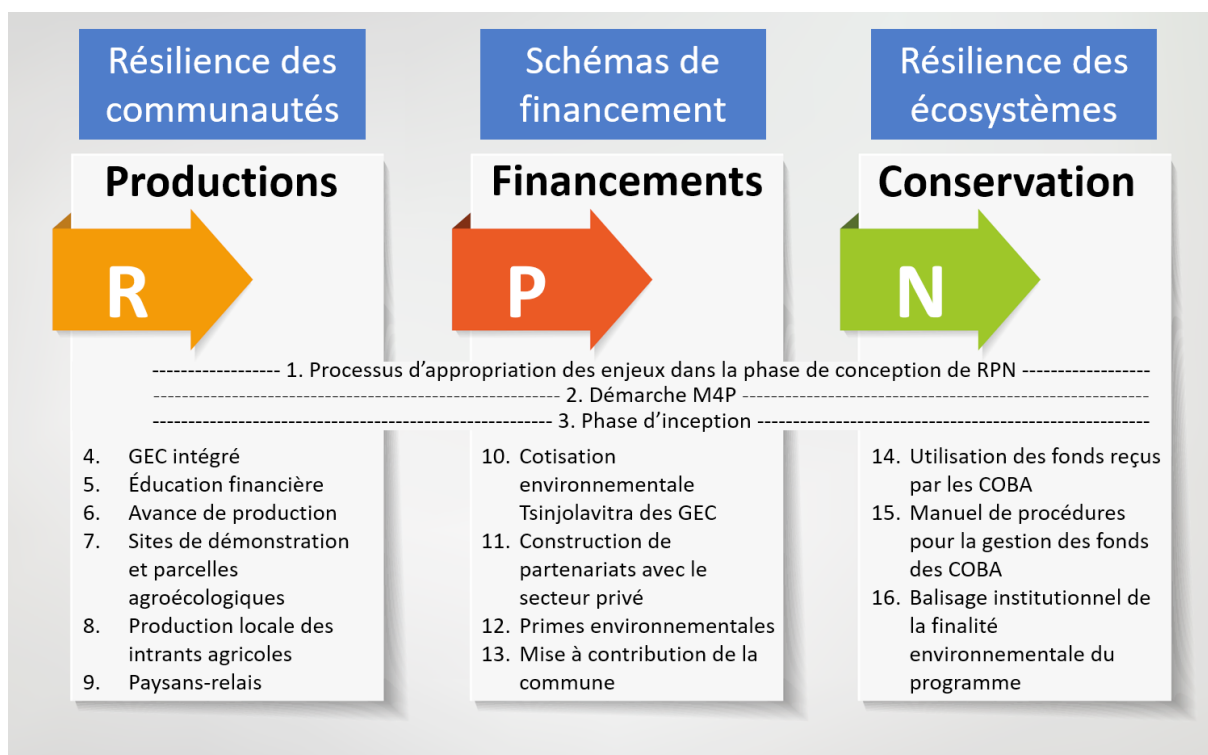 Résilience des
communautés
Schémas de
financement
Résilience des
écosystèmes
Productions
Financements
Conservation
R
P
N
------------------ 1. Processus d’appropriation des enjeux dans la phase de conception de RPN ------------------
2. Démarche M4P
3. Phase d’inception
4. GEC intégré
5. Éducation financière
6. Avance de production
7. Sites de démonstration
et parcelles
agroécologiques
8. Production locale des
intrants agricoles
9. Paysans-relais
10. Cotisation
environnementale
Tsinjolavitra des GEC
11. Construction de
partenariats avec le
secteur privé
12. Primes environnementales
13. Mise à contribution de la
commune
14. Utilisation des fonds reçus
par les COBA
15. Manuel de procédures
pour la gestion des fonds
des COBA
16. Balisage institutionnel de
la finalité
environnementale du
programme